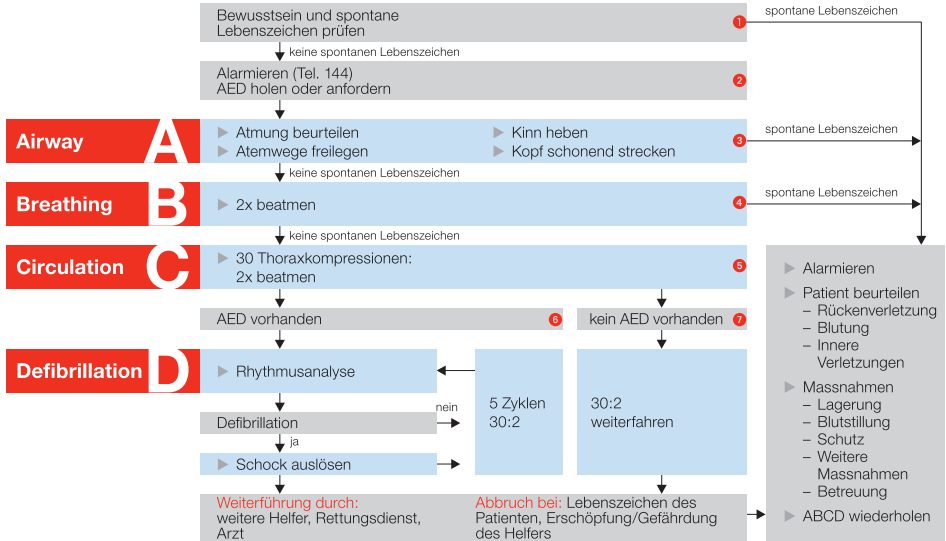 Bewusstsein und spontane
Lebenszeichen prüfen
1
spontane Lebenszeichen
keine spontanen Lebenszeichen
Alarmieren (Tel. 144)
AED holen oder anfordern
2
Airway
A
Atmung beurteilen
Atemwege freilegen
Kinn heben
Kopf schonend strecken
3
spontane Lebenszeichen
keine spontanen Lebenszeichen
Breathing
B
2x beatmen
4
spontane Lebenszeichen
keine spontanen Lebenszeichen
Circulation
C
30 Thoraxkompressionen:
2x beatmen
5
AED vorhanden
6
kein AED vorhanden
7
Defibrillation
D
Rhythmusanalyse
Defibrillation
nein
ja
Schock auslösen
5 Zyklen
30:2
30:2
weiterfahren
Weiterführung durch:
weitere Helfer, Rettungsdienst,
Arzt
Abbruch bei: Lebenszeichen des
Patienten, Erschöpfung/Gefährdung
des Helfers
Alarmieren
Patient beurteilen
– Rückenverletzung
– Blutung
– Innere
Verletzungen
Massnahmen
– Lagerung
– Blutstillung
– Schutz
– Weitere
Massnahmen
– Betreuung
ABCD wiederholen